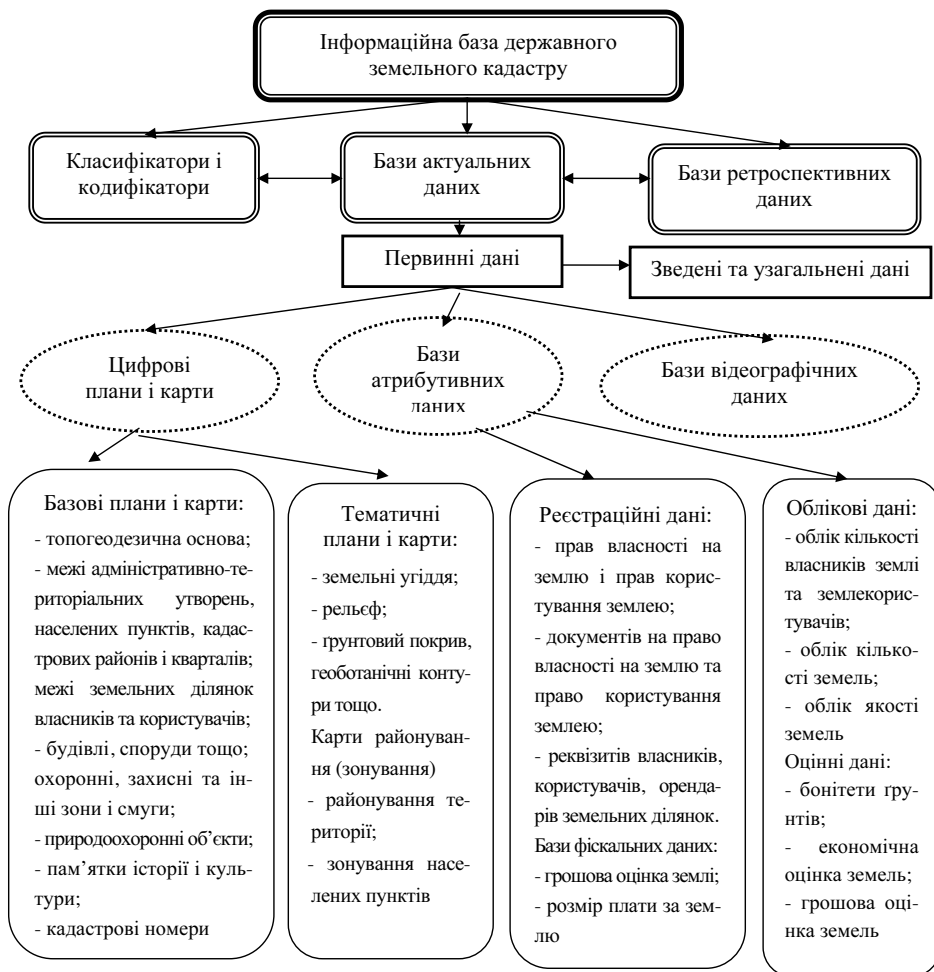 Інформаційна база державного
земельного кадастру
Класифікатори і
кодифікатори
Бази актуальних
даних
Бази ретроспективних
даних
Первинні дані
Зведені та узагальнені дані
Цифрові
плани і карти
Бази
атрибутивних
даних
Бази відеографічних
даних
Базові плани і карти:
- топогеодезична основа;
- межі адміністративно-те-
риторіальних утворень,
населених пунктів, кадас-
трових районів і кварталів;
межі земельних ділянок
власників та користувачів;
- будівлі, споруди тощо;
охоронні, захисні та ін-
ші зони і смуги;
- природоохоронні об’єкти;
- пам’ятки історії і куль-
тури;
- кадастрові номери
Тематичні
плани і карти:
- земельні угіддя;
- рельєф;
- ґрунтовий покрив,
геоботанічні конту-
ри тощо.
Карти районуван-
ня (зонування)
- районування те-
риторії;
- зонування насе-
лених пунктів
Реєстраційні дані:
- прав власності на
землю і прав корис-
тування землею;
- документів на право
власності на землю та
право користування
землею;
- реквізитів власників,
користувачів, оренда-
рів земельних ділянок.
Бази фіскальних даних:
- грошова оцінка землі;
- розмір плати за зем-
лю
Облікові дані:
- облік кількості
власників землі
та землекорис-
тувачів;
- облік кілько-
сті земель;
- облік якості
земель
Оцінні дані:
- бонітети ґру-
нтів;
- економічна
оцінка земель;
- грошова оці-
нка земель